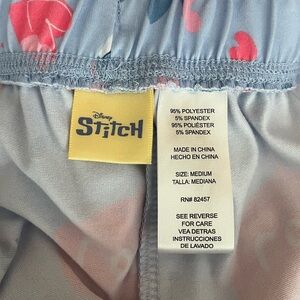 Disney
STITCH
95% POLYESTER
5% SPANDEX
95% POLIÉSTER
5% SPANDEX
MADE IN CHINA
HECHO EN CHINA
SIZE: MEDIUM
TALLA: MEDIANA
RN# 82457
SEE REVERSE
FOR CARE
VEA DETRAS
INSTRUCCIONES
DE LAVADO